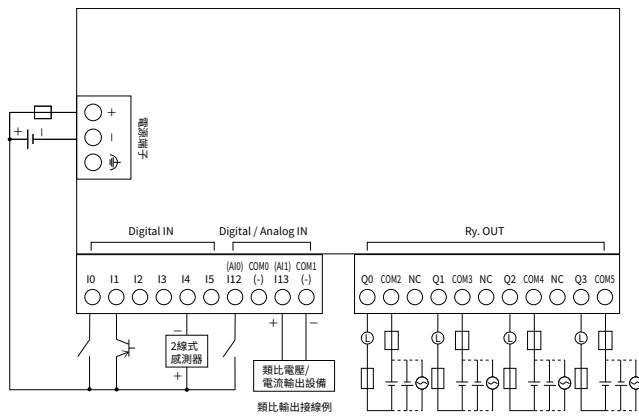 +
−
電源端子
+
−
Digital IN
Digital / Analog IN
Ry. OUT
(AI0) COM0 (AI1) COM1
I0 I1 I2 I3 I4 I5 I12 (-) I13 (-)
Q0 COM2 NC Q1 COM3 NC Q2 COM4 NC Q3 COM5
−
2線式
感測器
+
+
−
類比電壓/
電流輸出設備
類比輸出接線例
L
L
L
L